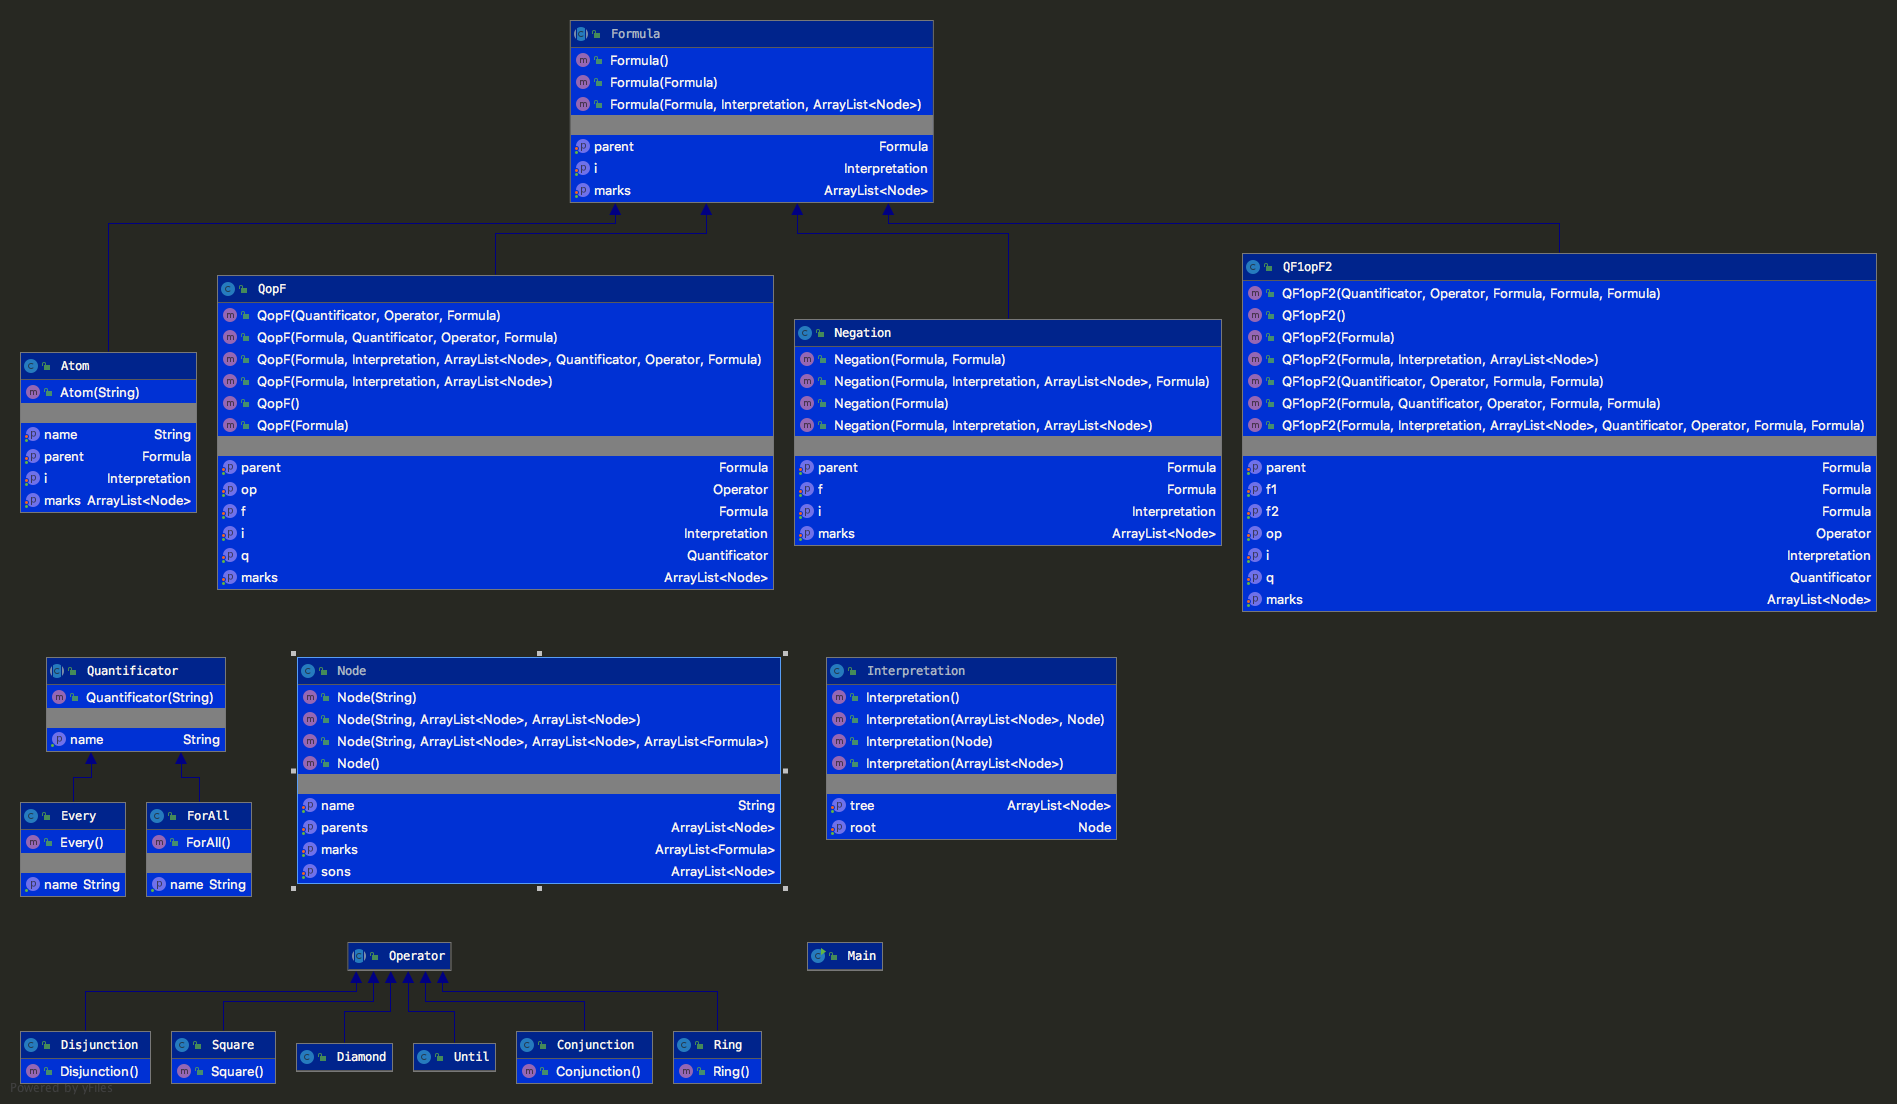 Formula
Formula()
Formula(Formula)
Formula(Formula, Interpretation, ArrayList<Node>)
parent Formula
i Interpretation
marks ArrayList<Node>
Atom
Atom(String)
name String
parent Formula
i Interpretation
marks ArrayList<Node>
QopF
QopF(Quantificator, Operator, Formula)
QopF(Formula, Quantificator, Operator, Formula)
QopF(Formula, Interpretation, ArrayList<Node>, Quantificator, Operator, Formula)
QopF(Formula, Interpretation, ArrayList<Node>)
QopF()
QopF(Formula)
parent Formula
op Operator
f Formula
i Interpretation
q Quantificator
marks ArrayList<Node>
Negation
Negation(Formula, Formula)
Negation(Formula, Interpretation, ArrayList<Node>, Formula)
Negation(Formula)
Negation(Formula, Interpretation, ArrayList<Node>)
parent Formula
f Formula
i Interpretation
marks ArrayList<Node>
QF1opF2
QF1opF2(Quantificator, Operator, Formula, Formula, Formula)
QF1opF2()
QF1opF2(Formula)
QF1opF2(Formula, Interpretation, ArrayList<Node>)
QF1opF2(Quantificator, Operator, Formula, Formula)
QF1opF2(Formula, Quantificator, Operator, Formula, Formula)
QF1opF2(Formula, Interpretation, ArrayList<Node>, Quantificator, Operator, Formula, Formula)
parent Formula
f1 Formula
f2 Formula
op Operator
i Interpretation
q Quantificator
marks ArrayList<Node>
Quantificator
Quantificator(String)
name String
Every
Every()
name String
ForAll
ForAll()
name String
Node
Node(String)
Node(String, ArrayList<Node>, ArrayList<Node>)
Node(String, ArrayList<Node>, ArrayList<Node>, ArrayList<Formula>)
Node()
name String
parents ArrayList<Node>
marks ArrayList<Formula>
sons ArrayList<Node>
Interpretation
Interpretation()
Interpretation(ArrayList<Node>, Node)
Interpretation(Node)
Interpretation(ArrayList<Node>)
tree ArrayList<Node>
root Node
Operator
Main
Disjunction
Disjunction()
Square
Square()
Diamond
Until
Conjunction
Conjunction()
Ring
Ring()
Powered by yFiles